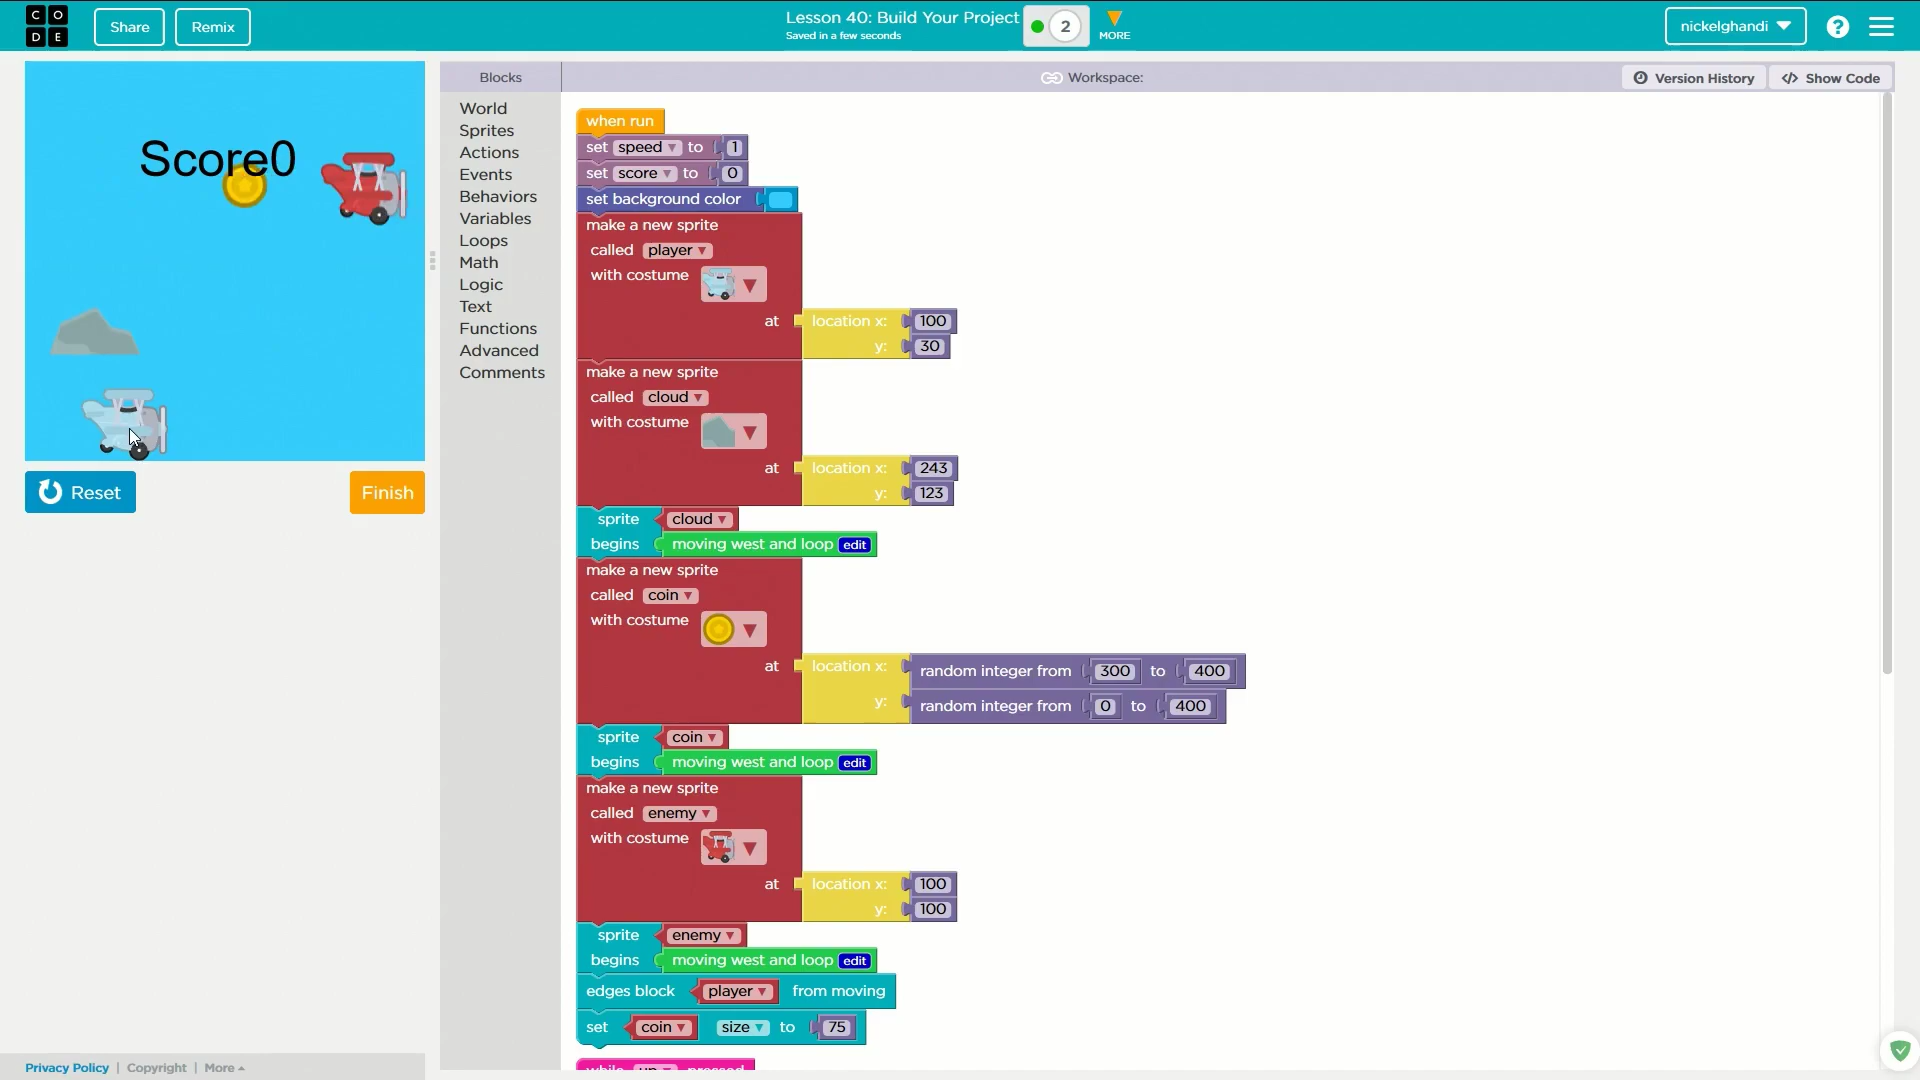 C O
D E
Share
Remix
Lesson 40: Build Your Project
Saved in a few seconds
2
MORE
nickelghandi
?
Score0
Reset
Finish
Blocks
Workspace:
Version History
Show Code
World
Sprites
Actions
Events
Behaviors
Variables
Loops
Math
Logic
Text
Functions
Advanced
Comments
when run
set speed to 1
set score to 0
set background color
make a new sprite
called player
with costume
at location x: 100
y: 30
make a new sprite
called cloud
with costume
at location x: 243
y: 123
sprite cloud
begins moving west and loop edit
make a new sprite
called coin
with costume
at location x: random integer from 300 to 400
y: random integer from 0 to 400
sprite coin
begins moving west and loop edit
make a new sprite
called enemy
with costume
at location x: 100
y: 100
sprite enemy
begins moving west and loop edit
edges block player from moving
set coin size to 75
while up pressed
Privacy Policy | Copyright | More